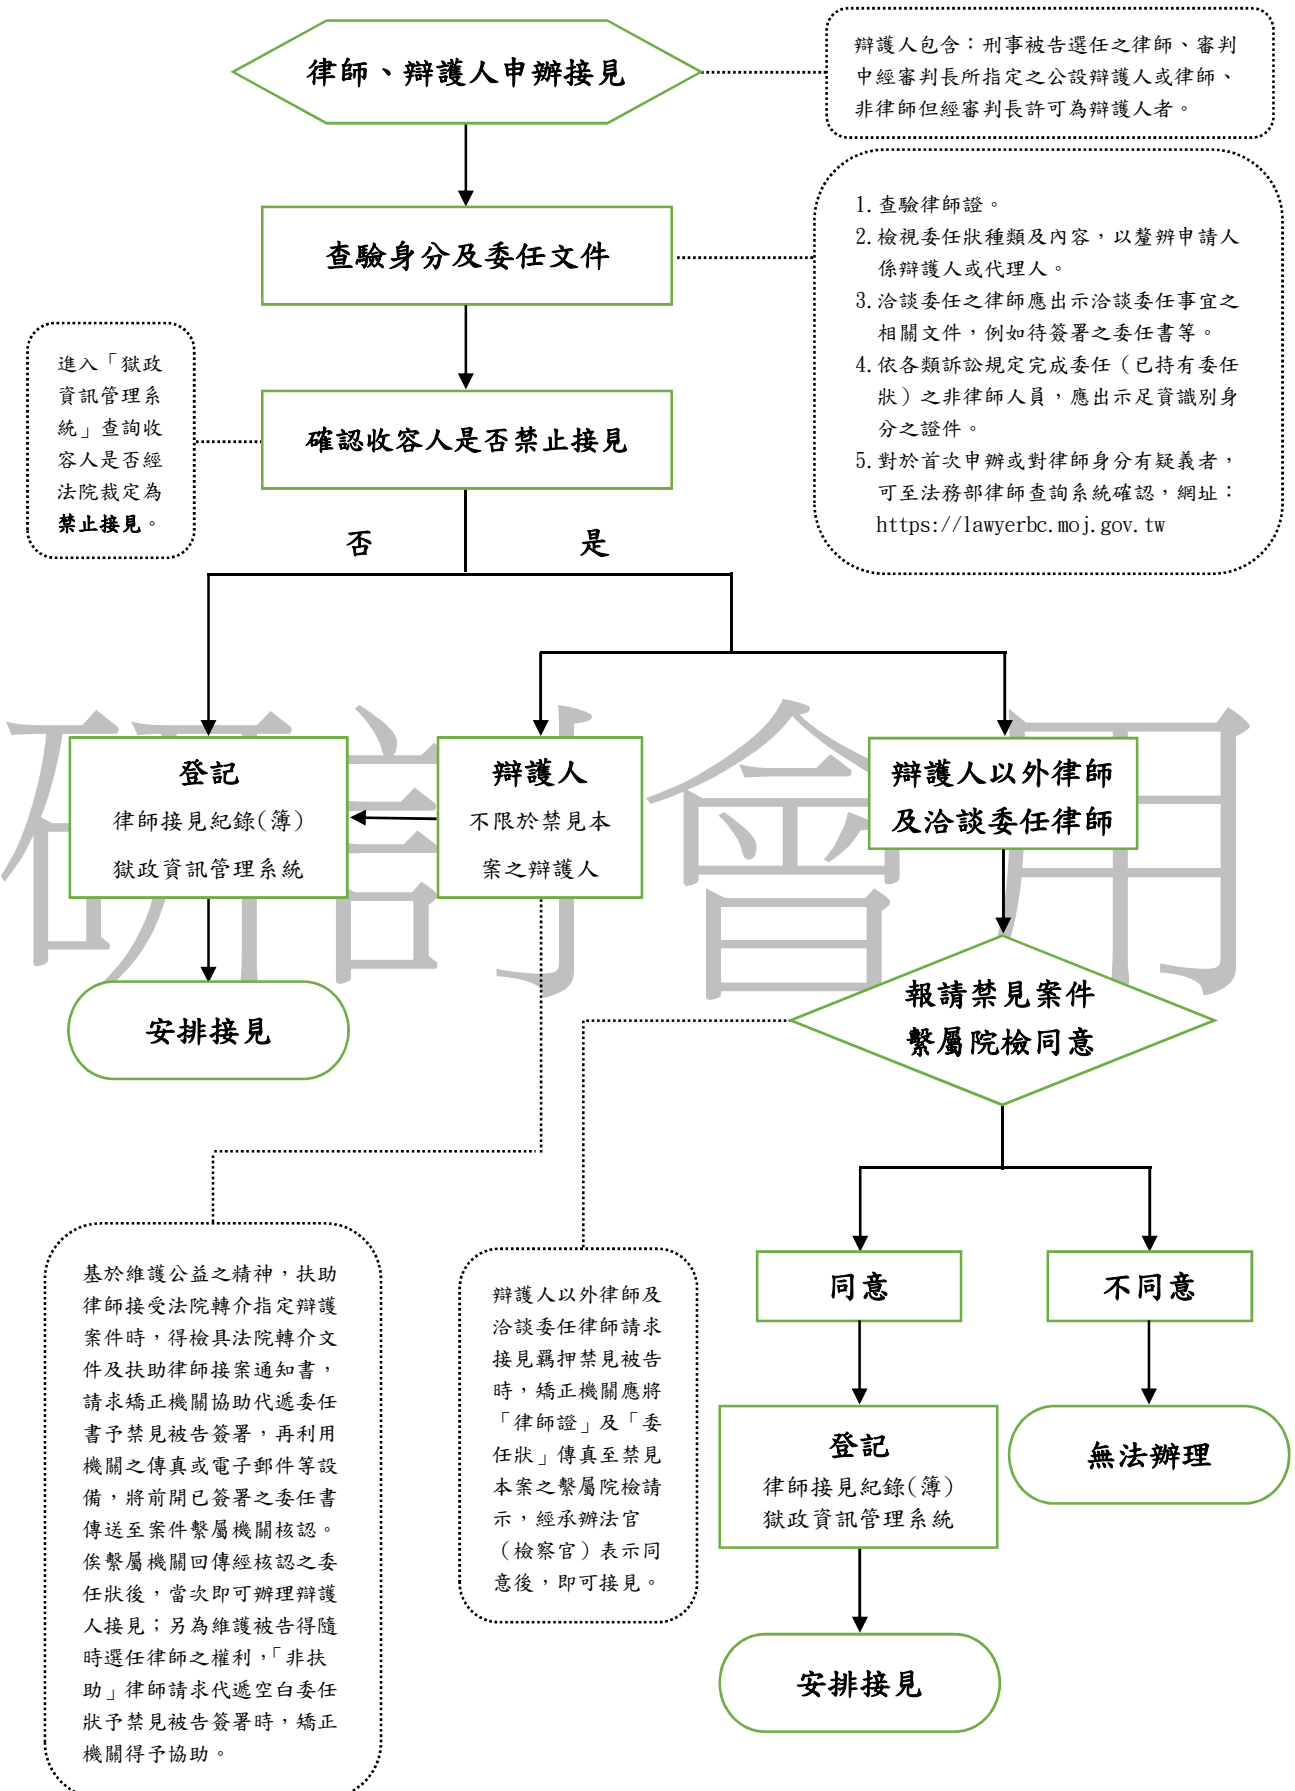 律師、辯護人申辦接見
辯護人包含：刑事被告選任之律師、審判
中經審判長所指定之公設辯護人或律師、
非律師但經審判長許可為辯護人者。
查驗身分及委任文件
1. 查驗律師證。
2. 檢視委任狀種類及內容，以釐辨申請人
係辯護人或代理人。
3. 洽談委任之律師應出示洽談委任事宜之
相關文件，例如待簽署之委任書等。
4. 依各類訴訟規定完成委任（已持有委任
狀）之非律師人員，應出示足資識別身
分之證件。
5. 對於首次申辦或對律師身分有疑義者，
可至法務部律師查詢系統確認，網址：
https://lawyerbc.moj.gov.tw
進入「獄政
資訊管理系
統」查詢收
容人是否經
法院裁定為
禁止接見。
確認收容人是否禁止接見
否
是
研討會用
登記
律師接見紀錄(簿)
獄政資訊管理系統
辯護人
不限於禁見本
案之辯護人
辯護人以外律師
及洽談委任律師
安排接見
報請禁見案件
繫屬院檢同意
基於維護公益之精神，扶助
律師接受法院轉介指定辯護
案件時，得檢具法院轉介文
件及扶助律師接案通知書，
請求矯正機關協助代遞委任
書予禁見被告簽署，再利用
機關之傳真或電子郵件等設
備，將前開已簽署之委任書
傳送至案件繫屬機關核認。
俟繫屬機關回傳經核認之委
任狀後，當次即可辦理辯護
人接見；另為維護被告得隨
時選任律師之權利，「非扶
助」律師請求代遞空白委任
狀予禁見被告簽署時，矯正
機關得予協助。
辯護人以外律師及
洽談委任律師請求
接見羈押禁見被告
時，矯正機關應將
「律師證」及「委
任狀」傳真至禁見
本案之繫屬院檢請
示，經承辦法官
（檢察官）表示同
意後，即可接見。
同意
不同意
登記
律師接見紀錄(簿)
獄政資訊管理系統
無法辦理
安排接見